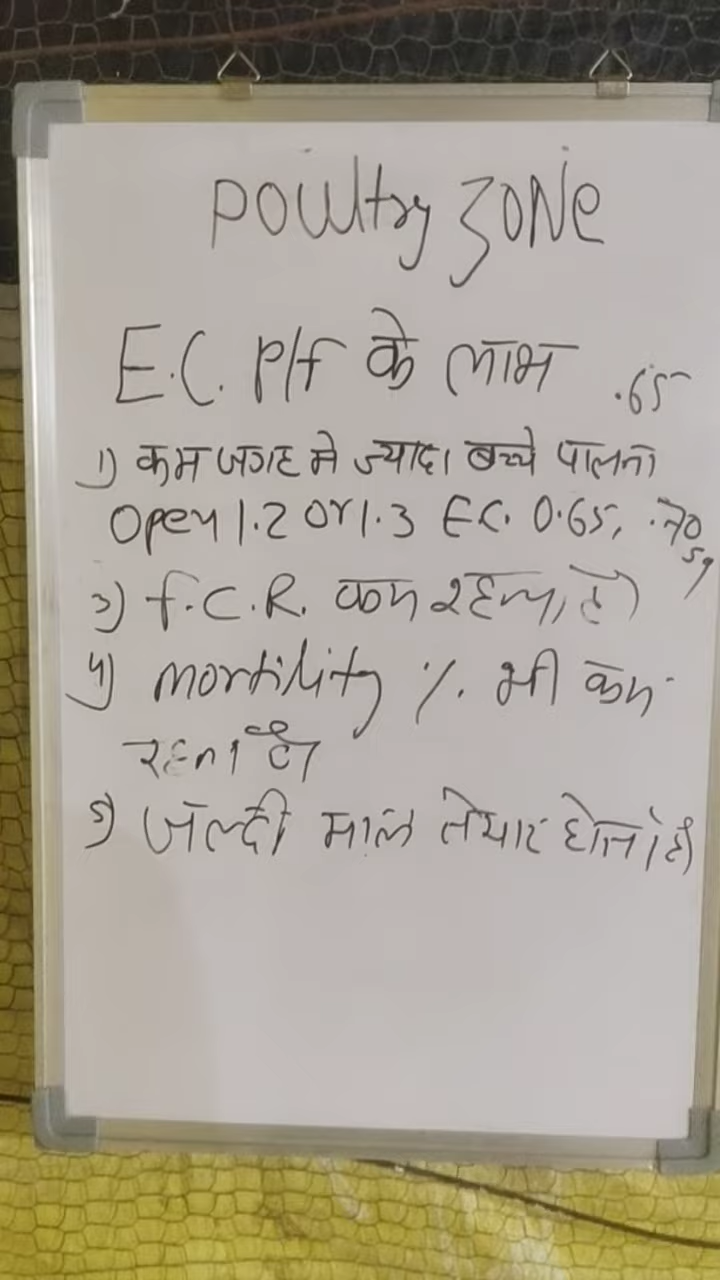 Poultry Zone
E.C. P/f के लाभ .65
1) कम जगह मे ज्यादा बच्चे पालना
Open 1.2 or 1.3 E.C. 0.65, .70
3) F.C.R. कम रहता है
4) mortility % भी कम
रहता है
5) जल्दी माल तैयार होता है